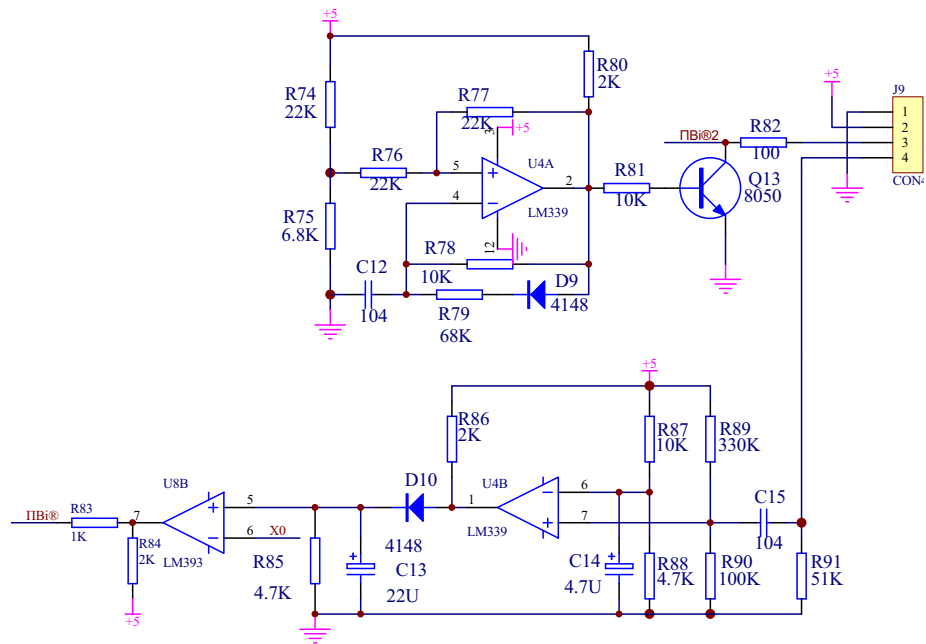 +5
R80
2K
R74
22K
R77
22K
+5
3
+5
J9
1
2
3
4
CON4
ΠBi®2
R82
100
R76
22K
5
4
U4A
2
LM339
R81
10K
Q13
8050
R75
6.8K
12
R78
10K
C12
104
R79
68K
D9
4148
+5
R86
2K
R87
10K
R89
330K
D10
U8B
U4B
ΠBi®
R83
1K
7
5
6
X0
1
6
7
C15
104
R84
2K
LM393
LM339
R85
4.7K
4148
C13
22U
C14
4.7U
R88
4.7K
R90
100K
R91
51K
+5